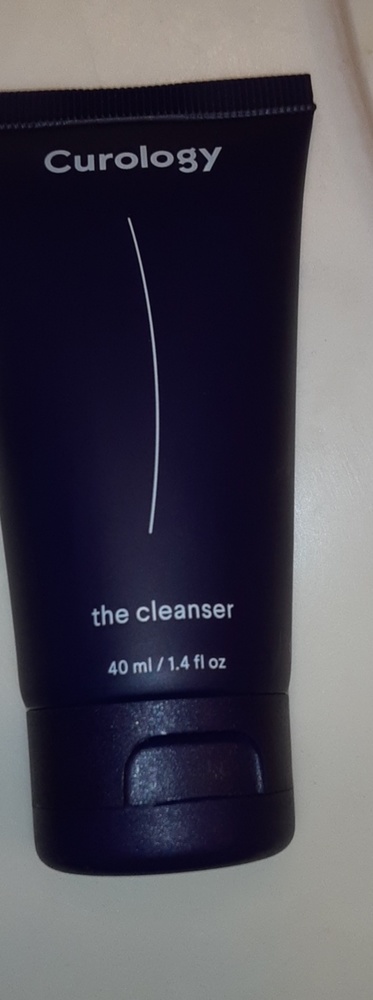 Curology
the cleanser
40 ml / 1.4 fl oz